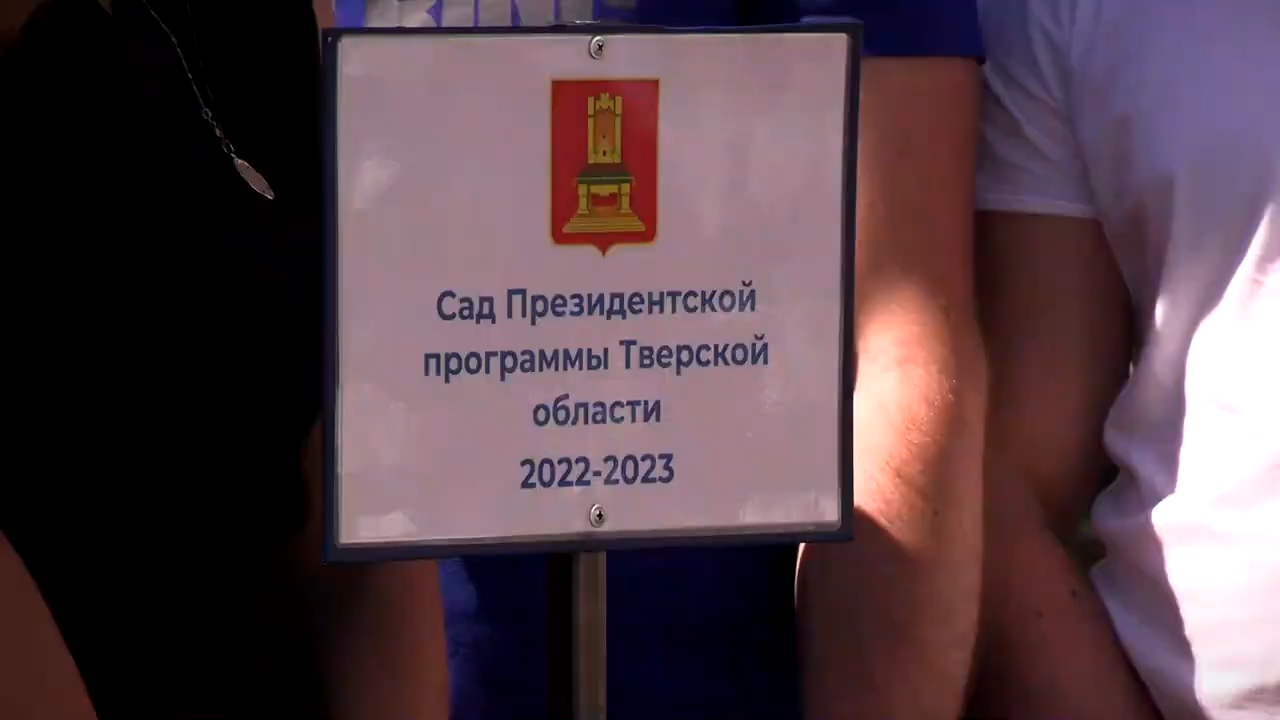 Сад Президентской
программы Тверской
области
2022-2023